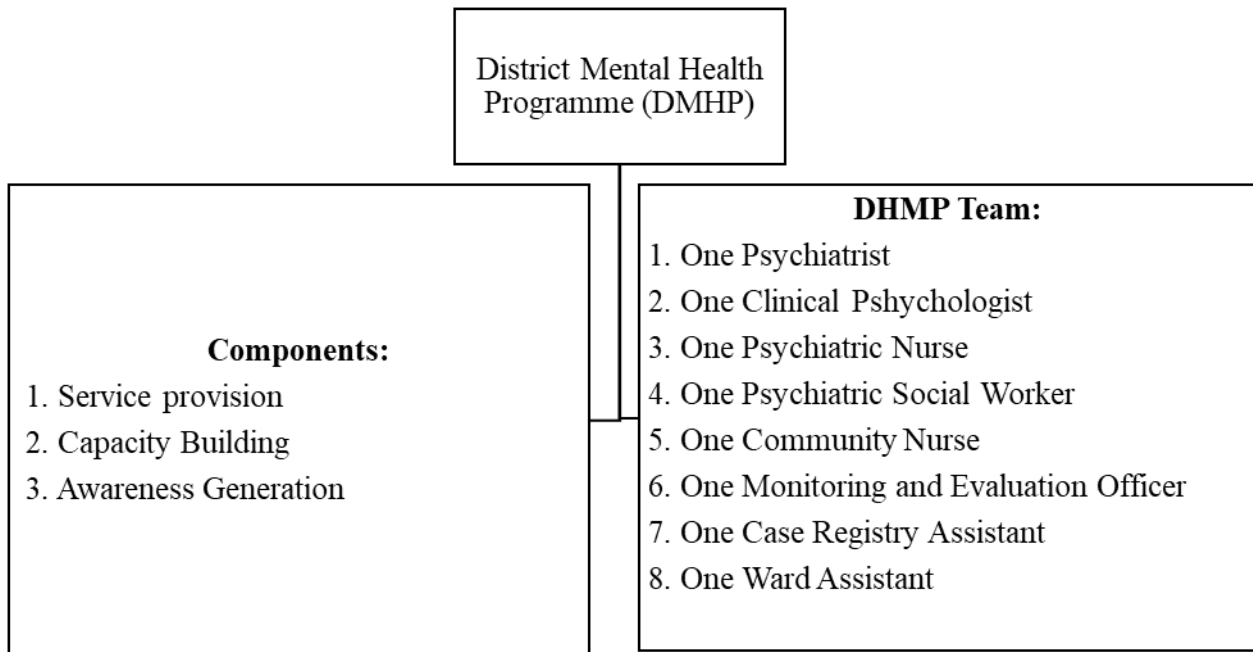 District Mental Health
Programme (DMHP)
Components:
1. Service provision
2. Capacity Building
3. Awareness Generation
DHMP Team:
1. One Psychiatrist
2. One Clinical Pshychologist
3. One Psychiatric Nurse
4. One Psychiatric Social Worker
5. One Community Nurse
6. One Monitoring and Evaluation Officer
7. One Case Registry Assistant
8. One Ward Assistant